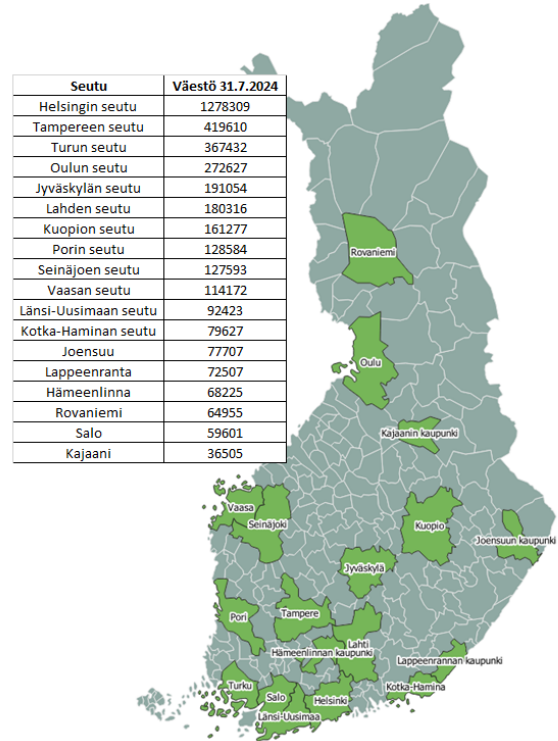 Seutu Väestö 31.7.2024
Helsingin seutu 1278309
Tampereen seutu 419610
Turun seutu 367432
Oulun seutu 272627
Jyväskylän seutu 191054
Lahden seutu 180316
Kuopion seutu 161277
Porin seutu 128584
Seinäjoen seutu 127593
Vaasan seutu 114172
Länsi-Uusimaan seutu 92423
Kotka-Haminan seutu 79627
Joensuu 77707
Lappeenranta 72507
Hämeenlinna 68225
Rovaniemi 64955
Salo 59601
Kajaani 36505
Rovaniemi
Oulu
Kajaanin kaupunki
Vaasa
Seinäjoki
Kuopio
Joensuun kaupunki
Jyväskylä
Pori
Tampere
Lahti
Hämeenlinnan kaupunki
Lappeenrannan kaupunki
Turku
Salo
Helsinki
Kotka-Hamina
Länsi-Uusimaa